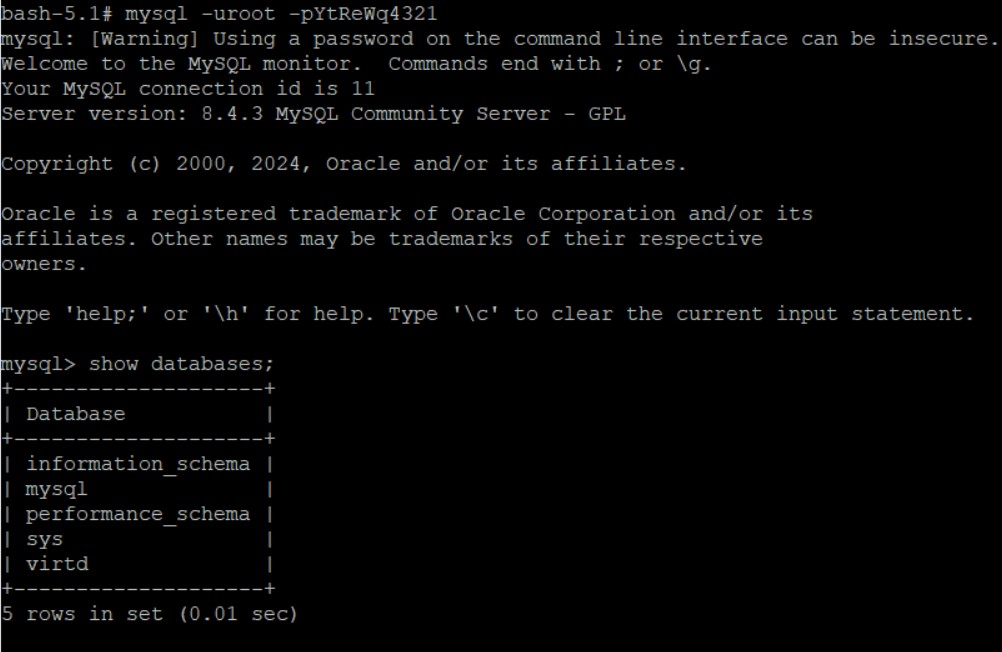 bash-5.1# mysql -uroot -pYtReWq4321
mysql: [Warning] Using a password on the command line interface can be insecure.
Welcome to the MySQL monitor.  Commands end with ; or \g.
Your MySQL connection id is 11
Server version: 8.4.3 MySQL Community Server - GPL

Copyright (c) 2000, 2024, Oracle and/or its affiliates.

Oracle is a registered trademark of Oracle Corporation and/or its
affiliates. Other names may be trademarks of their respective
owners.

Type 'help;' or '\h' for help. Type '\c' to clear the current input statement.

mysql> show databases;
+--------------------+
| Database           |
+--------------------+
| information_schema |
| mysql              |
| performance_schema |
| sys                |
| virtd              |
+--------------------+
5 rows in set (0.01 sec)